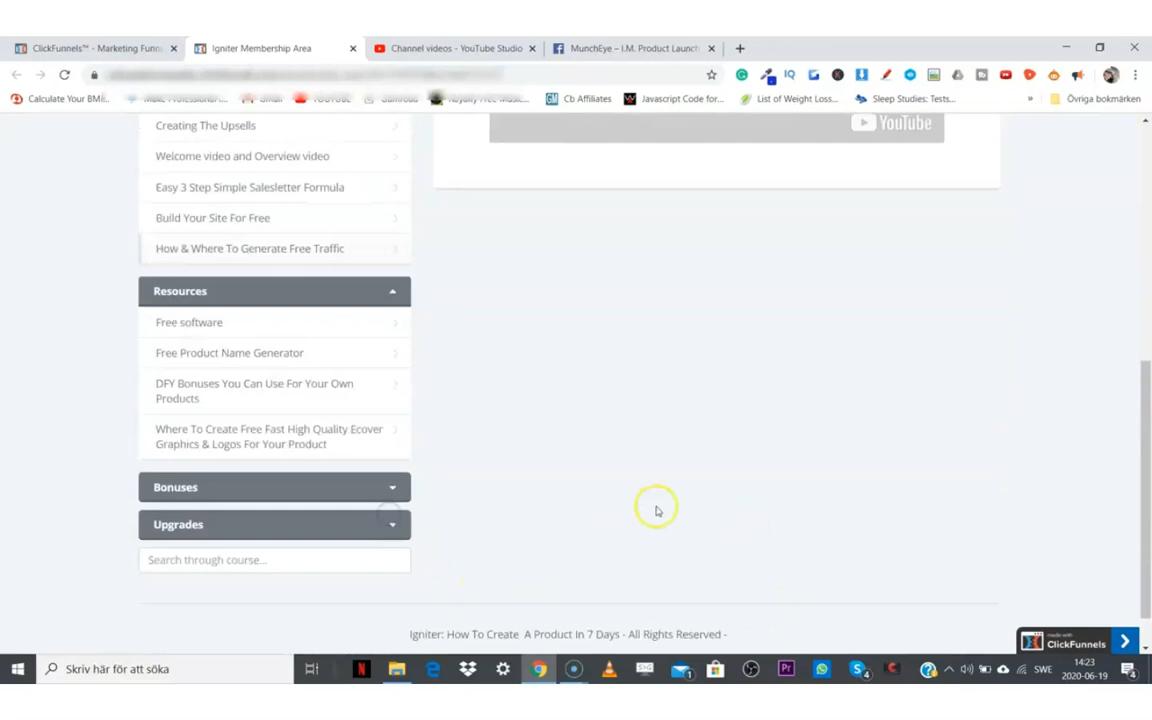 ClickFunnels™ - Marketing Funn
Igniter Membership Area
Channel videos - YouTube Studio
MunchEye – I.M. Product Launch
Calculate Your BMI...
Gmail
YOUTUBE
Gumroad
Royalty Free Music...
Cb Affiliates
Javascript Code for...
List of Weight Loss...
Sleep Studies: Tests...
Övriga bokmärken
Creating The Upsells
Welcome video and Overview video
Easy 3 Step Simple Salesletter Formula
Build Your Site For Free
How & Where To Generate Free Traffic
YouTube
Resources
Free software
Free Product Name Generator
DFY Bonuses You Can Use For Your Own
Products
Where To Create Free Fast High Quality Ecover
Graphics & Logos For Your Product
Bonuses
Upgrades
Search through course...
Igniter: How To Create A Product In 7 Days - All Rights Reserved -
made with
ClickFunnels
Skriv här för att söka
SWE
14:23
2020-06-19